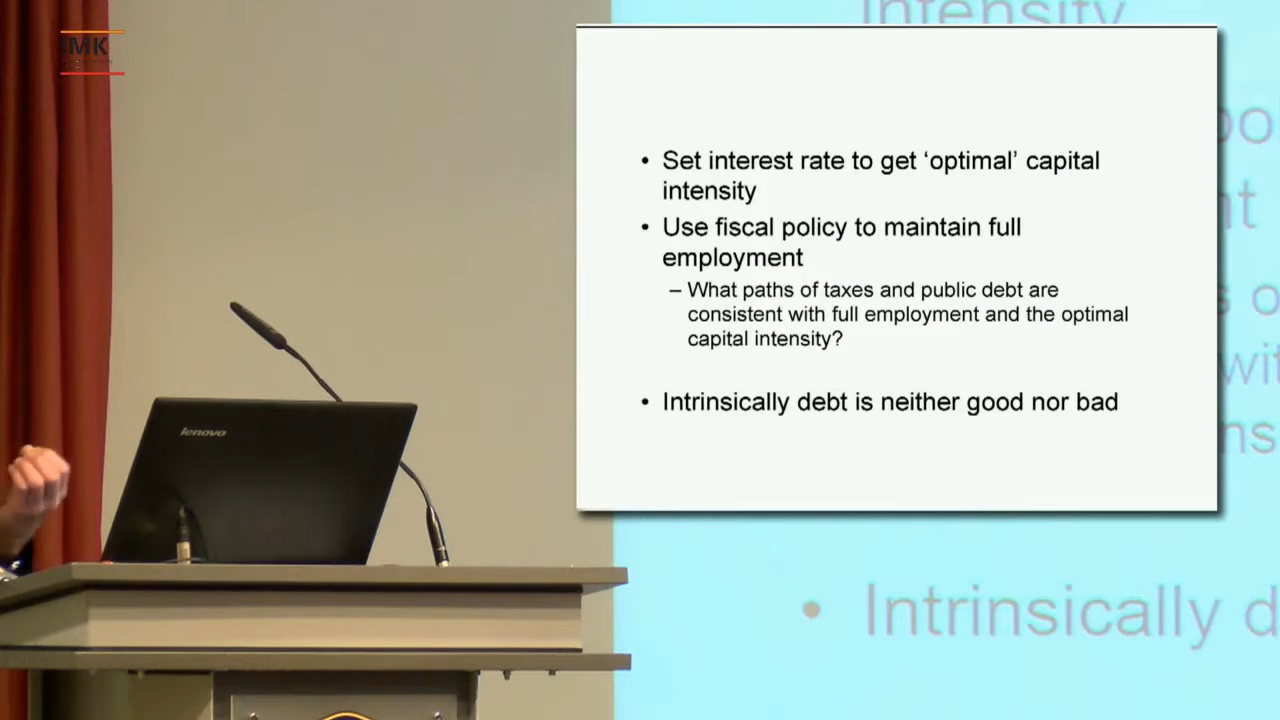 IMK
Intensity
• Set interest rate to get ‘optimal’ capital
intensity
• Use fiscal policy to maintain full
employment
– What paths of taxes and public debt are
consistent with full employment and the optimal
capital intensity?
• Intrinsically debt is neither good nor bad
lenovo
• Intrinsically d